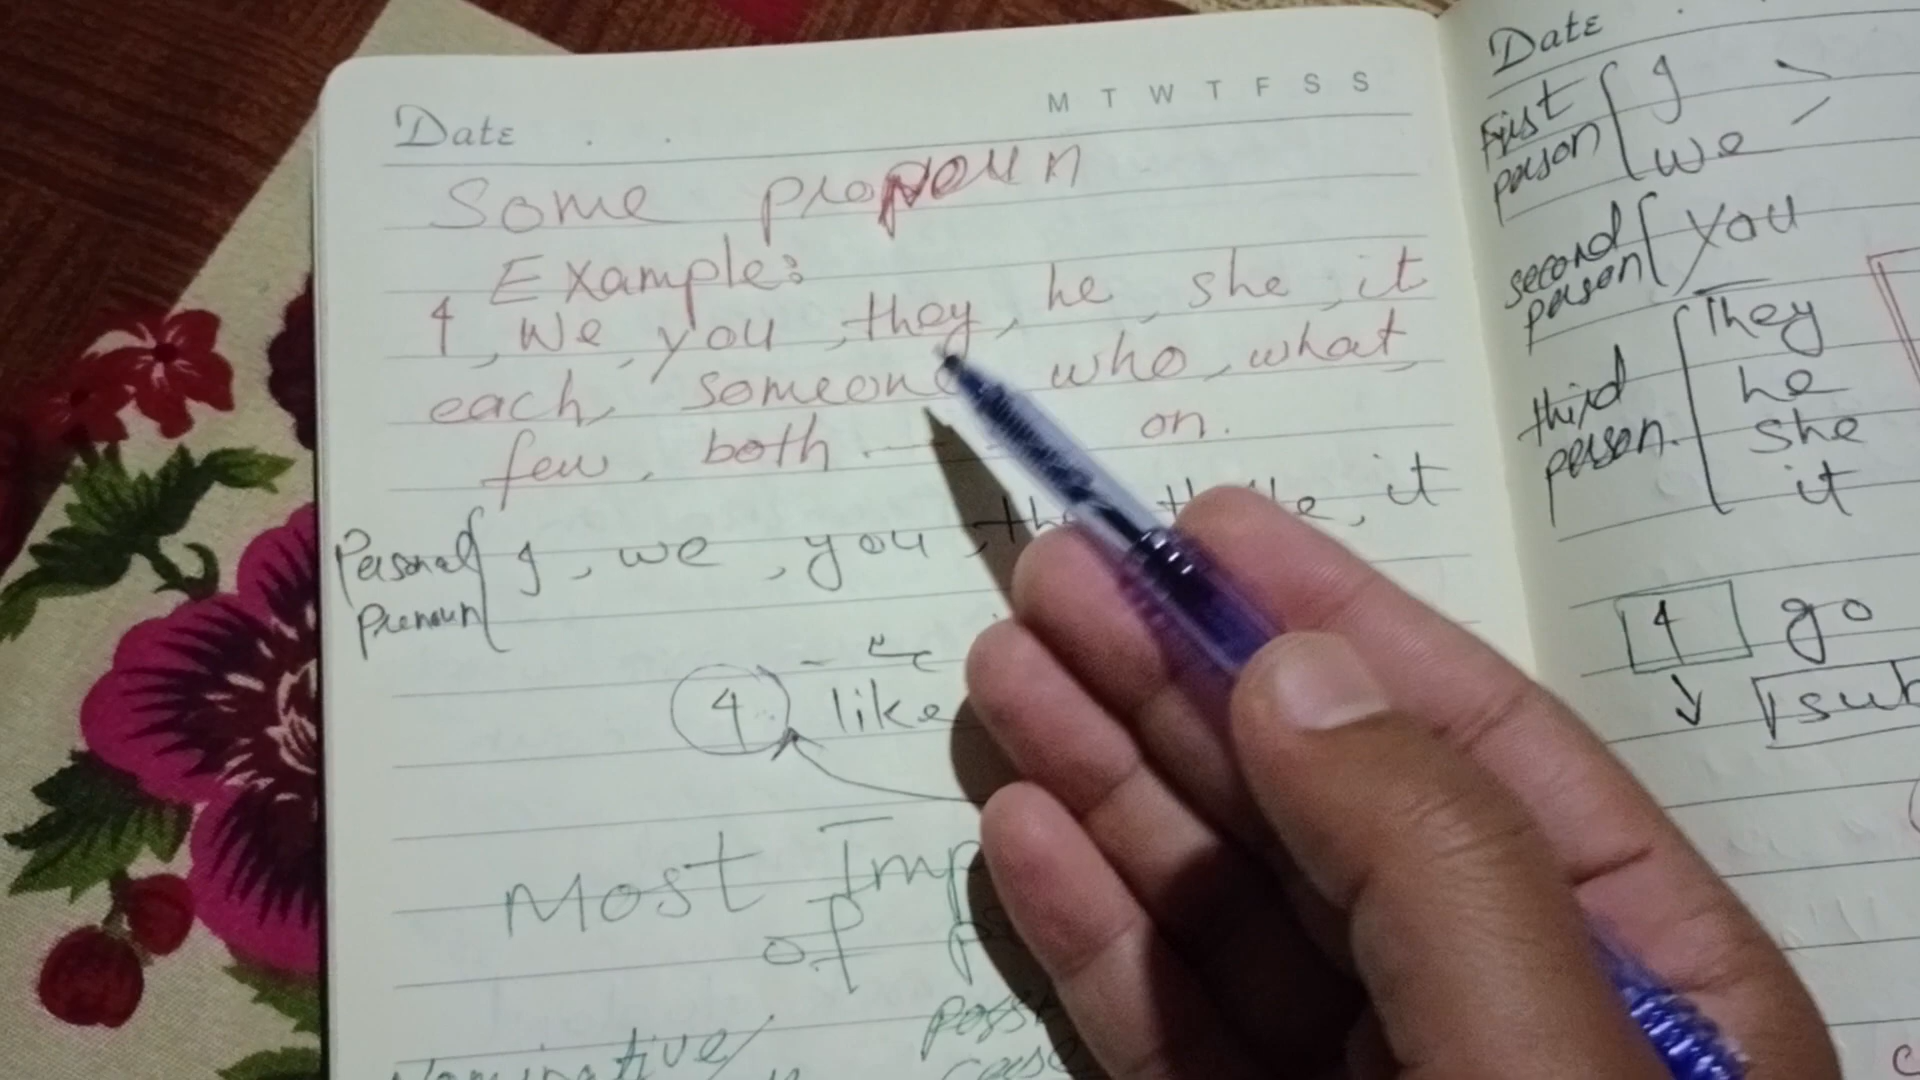 Date
M T W T F S S
Some pronoun
Example:
I, We, you, they, he, she, it
each, someone who, what,
few, both on.
Personal Pronoun
I, we, you, it
I like
Most Imp
of
Nominative/
case
Date
First person
I
we
second person
You
third person.
They
he
she
it
I go
↓ sub